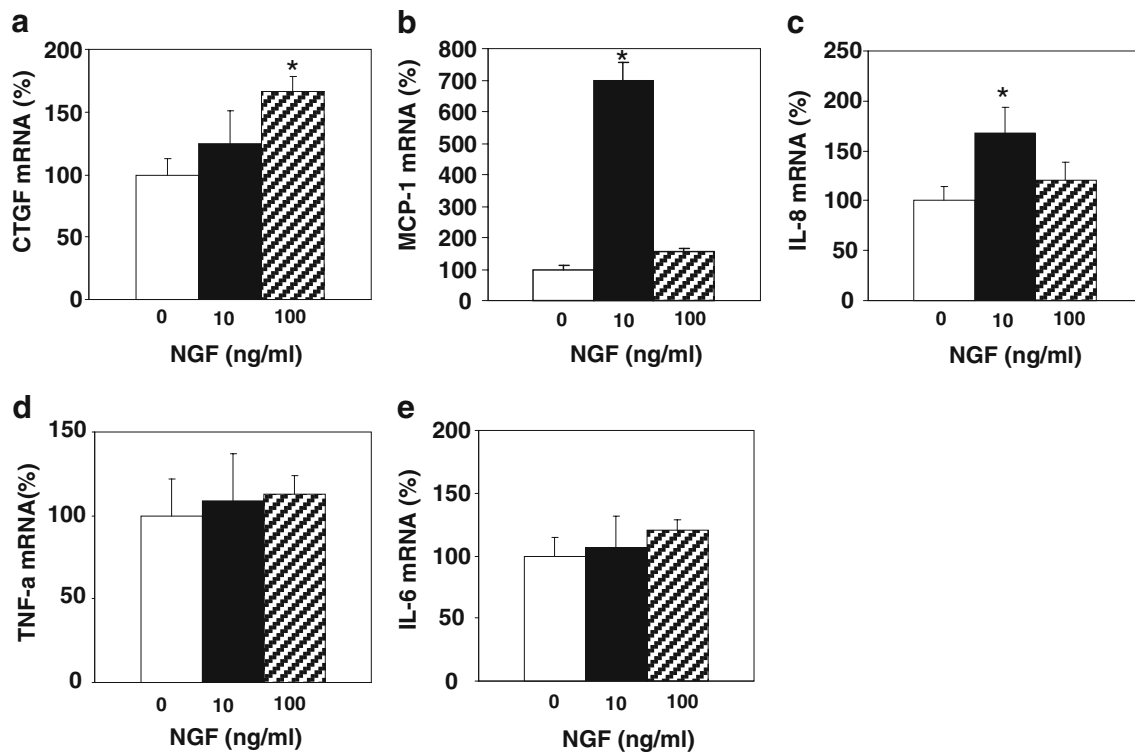 a
CTGF mRNA (%)
200
150
100
50
0
*
0 10 100
NGF (ng/ml)
b
MCP-1 mRNA (%)
800
700
600
500
400
300
200
100
0
*
0 10 100
NGF (ng/ml)
c
IL-8 mRNA (%)
250
200
150
100
50
0
*
0 10 100
NGF (ng/ml)
d
TNF-a mRNA(%)
150
100
50
0
0 10 100
NGF (ng/ml)
e
IL-6 mRNA (%)
200
150
100
50
0
0 10 100
NGF (ng/ml)